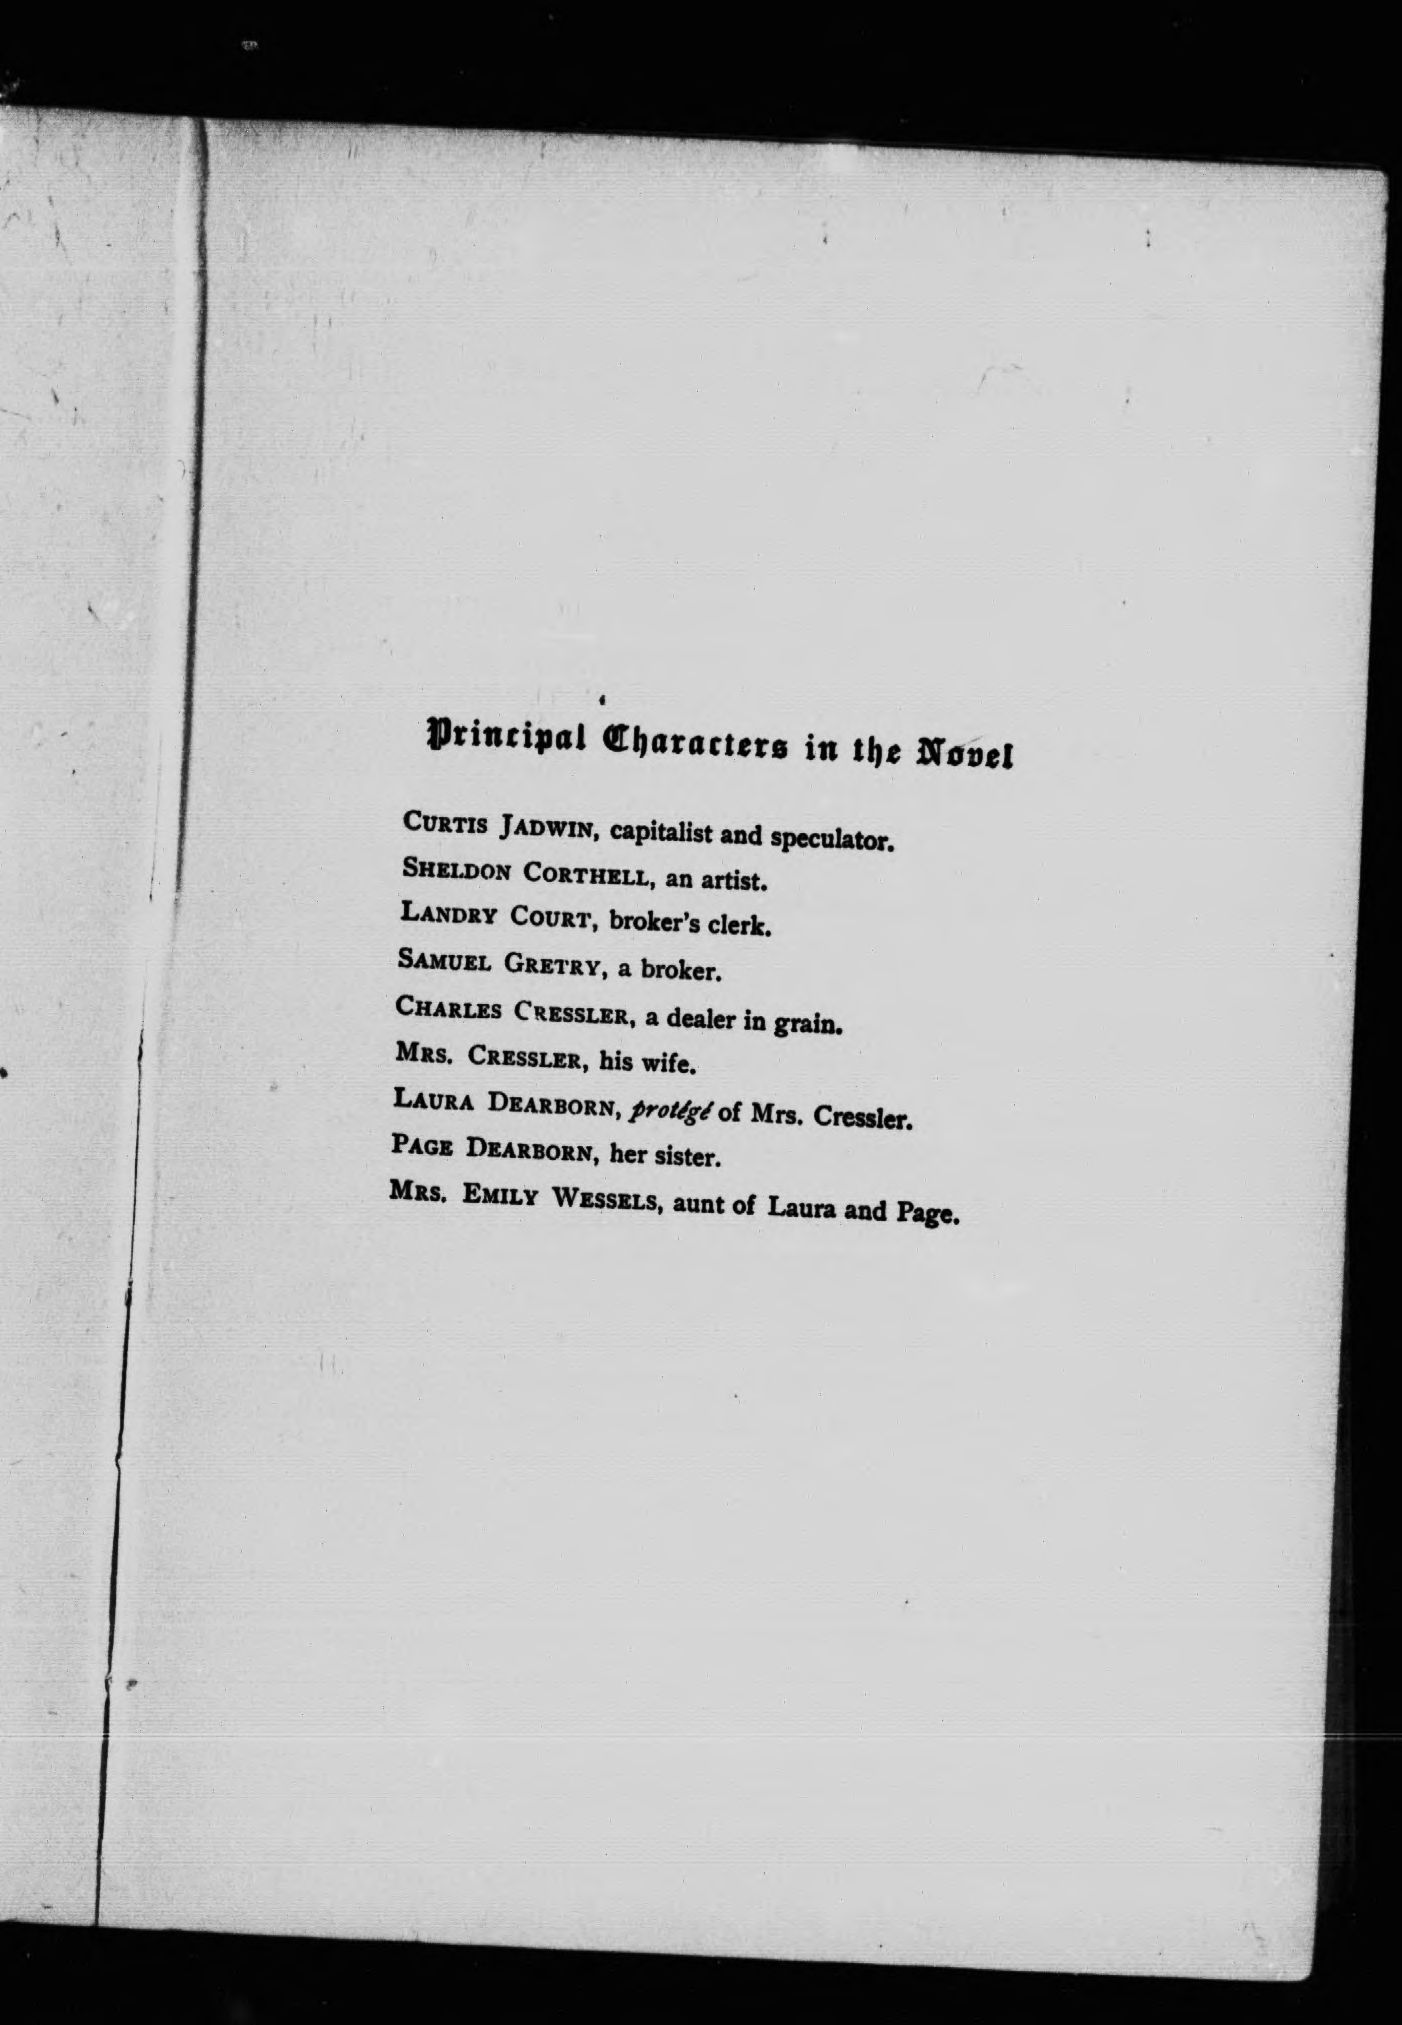 Principal Characters in the Novel
CURTIS JADWIN, capitalist and speculator.
SHELDON CORTHELL, an artist.
LANDRY COURT, broker's clerk.
SAMUEL GRETRY, a broker.
CHARLES CRESSLER, a dealer in grain.
MRS. CRESSLER, his wife.
LAURA DEARBORN, protégé of Mrs. Cressler.
PAGE DEARBORN, her sister.
MRS. EMILY WESSELS, aunt of Laura and Page.